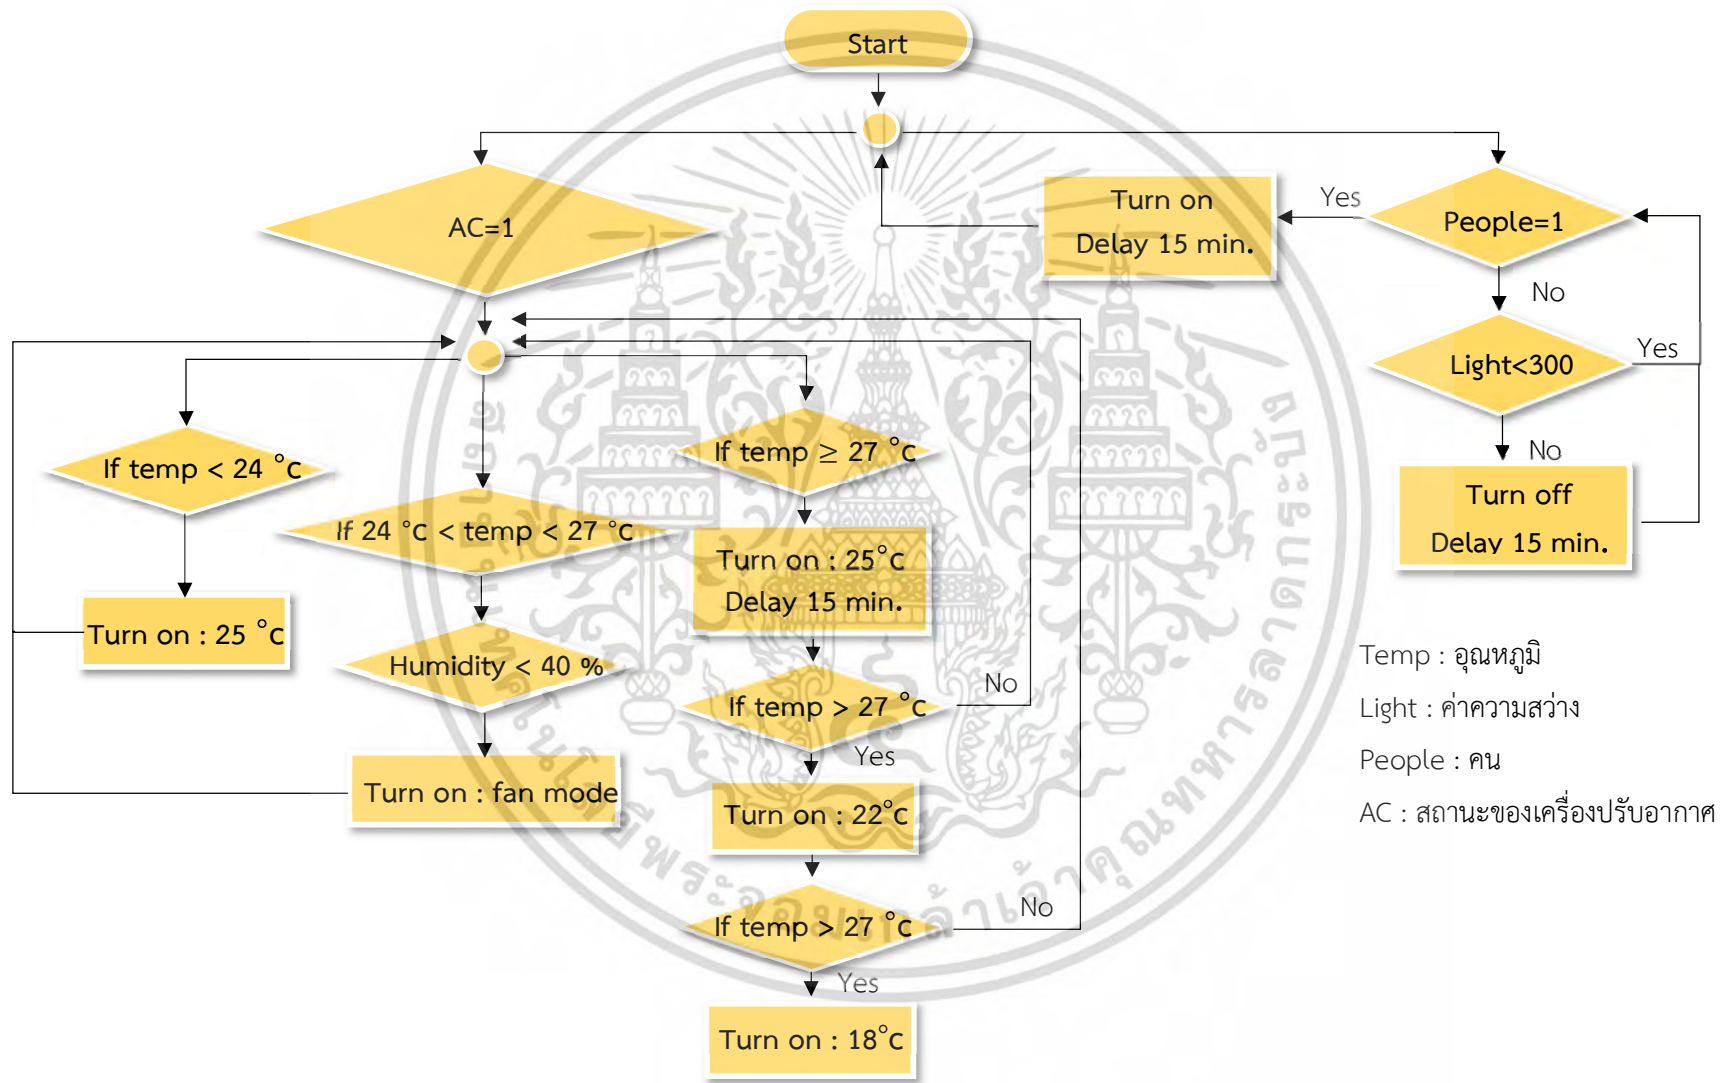 Start
AC=1
Turn on
Delay 15 min.
Yes
People=1
No
Light<300
Yes
No
Turn off
Delay 15 min.
If temp < 24 °c
Turn on : 25 °c
If 24 °c < temp < 27 °c
Humidity < 40 %
Turn on : fan mode
If temp ≥ 27 °c
Turn on : 25°c
Delay 15 min.
If temp > 27 °c
No
Yes
Turn on : 22°c
If temp > 27 °c
No
Yes
Turn on : 18°c
Temp : อุณหภูมิ
Light : ค่าความสว่าง
People : คน
AC : สถานะของเครื่องปรับอากาศ